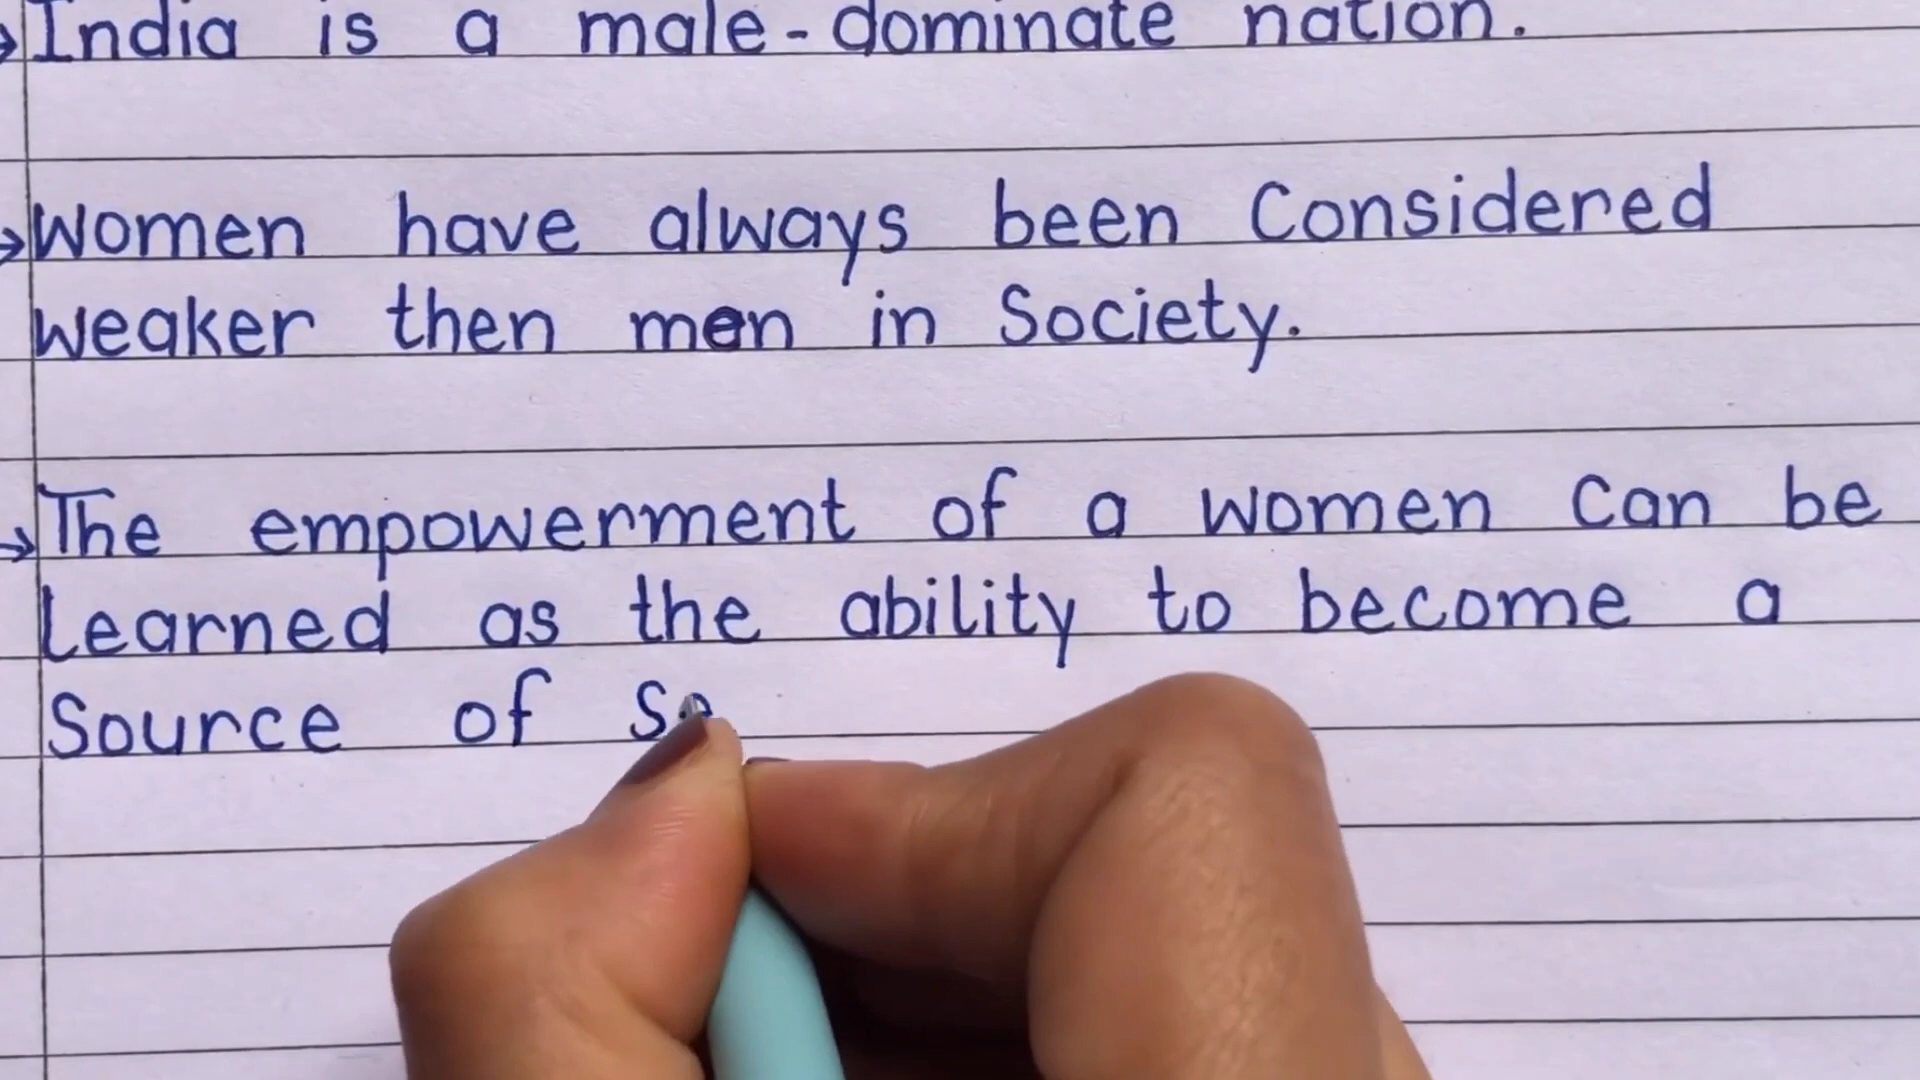 →India is a male-dominate nation.
→Women have always been Considered
weaker then men in Society.
→The empowerment of a women can be
Learned as the ability to become a
Source of